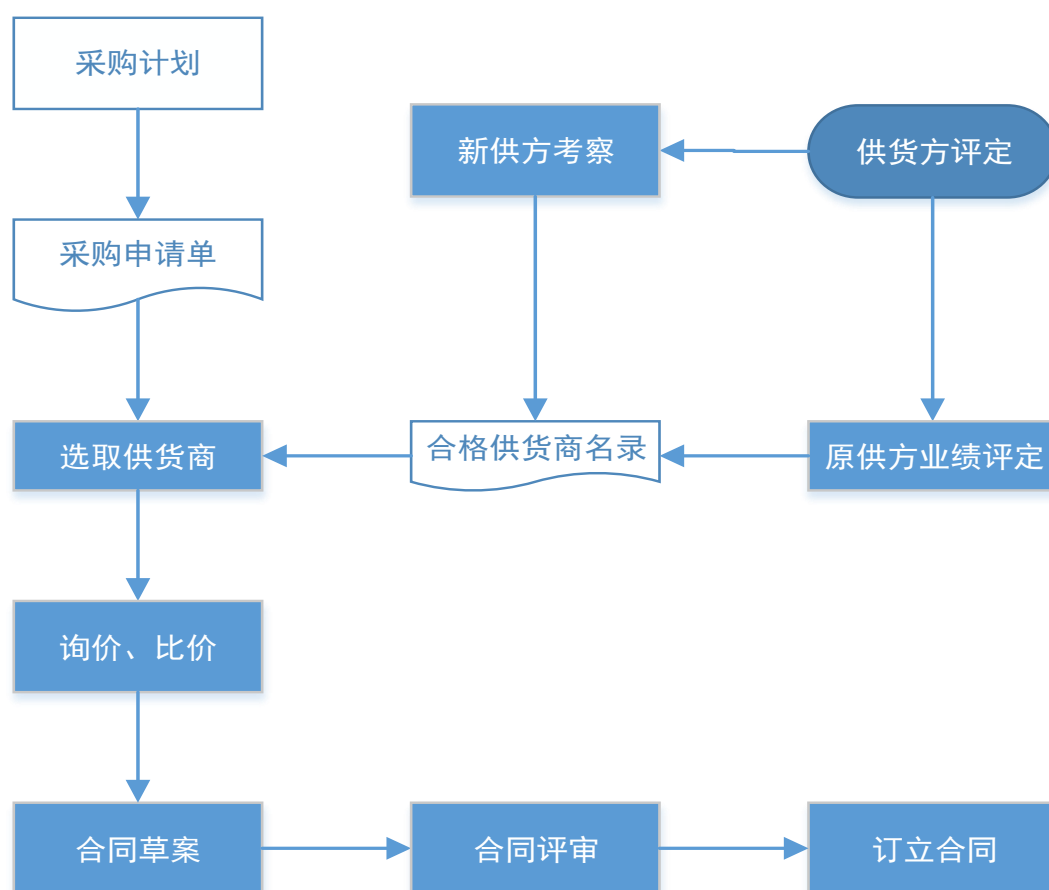 采购计划
新供方考察
供货方评定
采购申请单
选取供货商
合格供货商名录
原供方业绩评定
询价、比价
合同草案
合同评审
订立合同